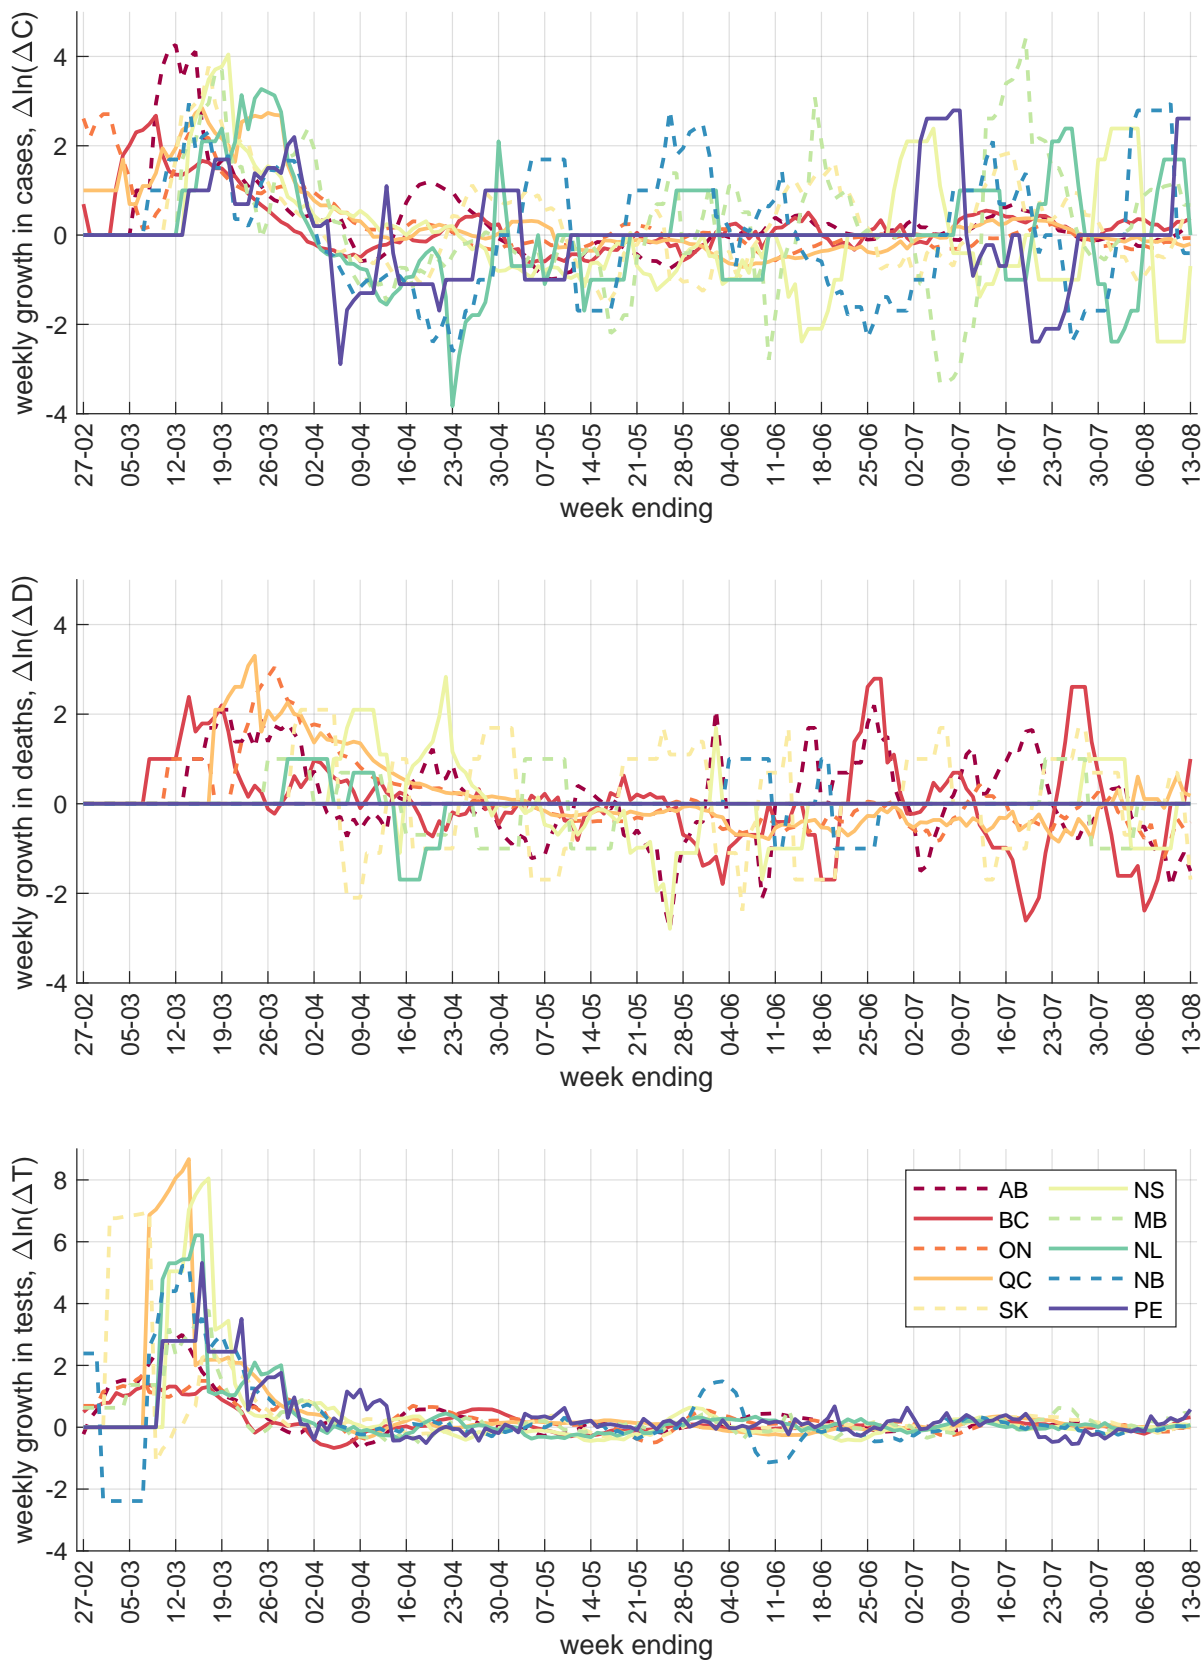 weekly growth in cases, Δln(ΔC)
4
2
0
-2
-4
27-02 05-03 12-03 19-03 26-03 02-04 09-04 16-04 23-04 30-04 07-05 14-05 21-05 28-05 04-06 11-06 18-06 25-06 02-07 09-07 16-07 23-07 30-07 06-08 13-08
week ending
weekly growth in deaths, Δln(ΔD)
4
2
0
-2
-4
27-02 05-03 12-03 19-03 26-03 02-04 09-04 16-04 23-04 30-04 07-05 14-05 21-05 28-05 04-06 11-06 18-06 25-06 02-07 09-07 16-07 23-07 30-07 06-08 13-08
week ending
weekly growth in tests, Δln(ΔT)
8
6
4
2
0
-2
-4
AB NS
BC MB
ON NL
QC NB
SK PE
27-02 05-03 12-03 19-03 26-03 02-04 09-04 16-04 23-04 30-04 07-05 14-05 21-05 28-05 04-06 11-06 18-06 25-06 02-07 09-07 16-07 23-07 30-07 06-08 13-08
week ending